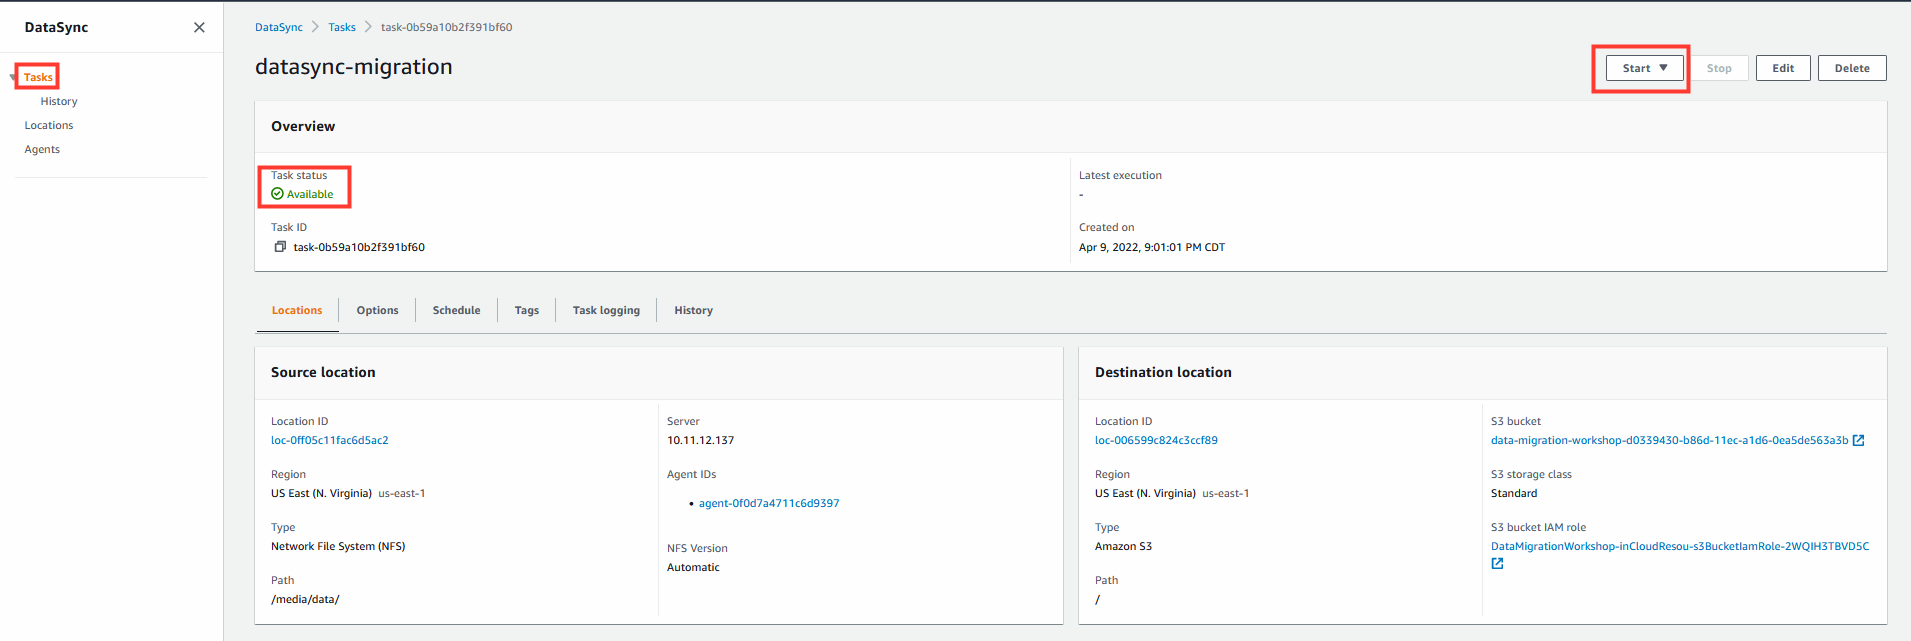 DataSync
Tasks
History
Locations
Agents
DataSync Tasks task-0b59a10b2f391bf60
datasync-migration
Start Stop Edit Delete
Overview
Task status
Available
Task ID
task-0b59a10b2f391bf60
Latest execution
-
Created on
Apr 9, 2022, 9:01:01 PM CDT
Locations Options Schedule Tags Task logging History
Source location
Location ID
loc-0ff05c11fac6d5ac2
Region
US East (N. Virginia) us-east-1
Type
Network File System (NFS)
Path
/media/data/
Server
10.11.12.137
Agent IDs
• agent-0f0d7a4711c6d9397
NFS Version
Automatic
Destination location
Location ID
loc-006599c824c3ccf89
Region
US East (N. Virginia) us-east-1
Type
Amazon S3
Path
/
S3 bucket
data-migration-workshop-d0339430-b86d-11ec-a1d6-0ea5de563a3b
S3 storage class
Standard
S3 bucket IAM role
DataMigrationWorkshop-inCloudResou-s3BucketIamRole-2WQIH3TBVD5C